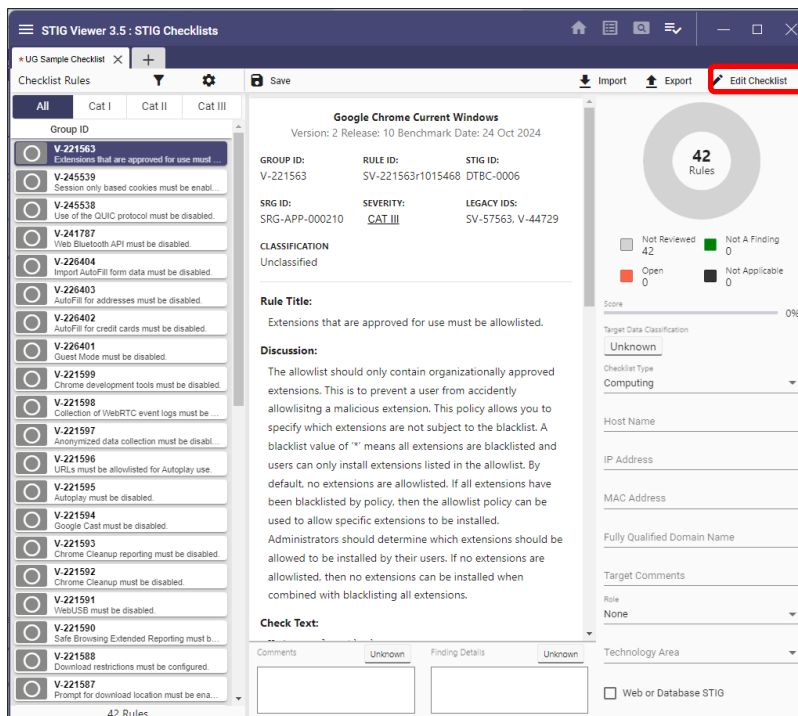 STIG Viewer 3.5 : STIG Checklists
* UG Sample Checklist
Checklist Rules
Save
Import
Export
Edit Checklist
All
Cat I
Cat II
Cat III
Group ID
V-221563
Extensions that are approved for use must ...
V-245539
Session only based cookies must be enabl...
V-245538
Use of the QUIC protocol must be disabled.
V-241787
Web Bluetooth API must be disabled.
V-226404
Import AutoFill form data must be disabled.
V-226403
AutoFill for addresses must be disabled.
V-226402
AutoFill for credit cards must be disabled.
V-226401
Guest Mode must be disabled.
V-221599
Chrome development tools must be disabled.
V-221598
Collection of WebRTC event logs must be ...
V-221597
Anonymized data collection must be disabl...
V-221596
URLs must be allowlisted for Autoplay use.
V-221595
Autoplay must be disabled.
V-221594
Google Cast must be disabled.
V-221593
Chrome Cleanup reporting must be disabled.
V-221592
Chrome Cleanup must be disabled.
V-221591
WebUSB must be disabled.
V-221590
Safe Browsing Extended Reporting must b...
V-221588
Download restrictions must be configured.
V-221587
Prompt for download location must be ena...
42 Rules
Google Chrome Current Windows
Version: 2 Release: 10 Benchmark Date: 24 Oct 2024
GROUP ID: RULE ID: STIG ID:
V-221563 SV-221563r1015468 DTBC-0006
SRG ID: SEVERITY: LEGACY IDS:
SRG-APP-000210 CAT III SV-57563, V-44729
CLASSIFICATION
Unclassified
Rule Title:
Extensions that are approved for use must be allowlisted.
Discussion:
The allowlist should only contain organizationally approved
extensions. This is to prevent a user from accidently
allowlisitng a malicious extension. This policy allows you to
specify which extensions are not subject to the blacklist. A
blacklist value of '*' means all extensions are blacklisted and
users can only install extensions listed in the allowlist. By
default, no extensions are allowlisted. If all extensions have
been blacklisted by policy, then the allowlist policy can be
used to allow specific extensions to be installed.
Administrators should determine which extensions should be
allowed to be installed by their users. If no extensions are
allowlisted, then no extensions can be installed when
combined with blacklisting all extensions.
Check Text:
Comments
Unknown
Finding Details
Unknown
42
Rules
Not Reviewed
42
Not A Finding
0
Open
0
Not Applicable
0
Score
0%
Target Data Classification
Unknown
Checklist Type
Computing
Host Name
IP Address
MAC Address
Fully Qualified Domain Name
Target Comments
Role
None
Technology Area
Web or Database STIG